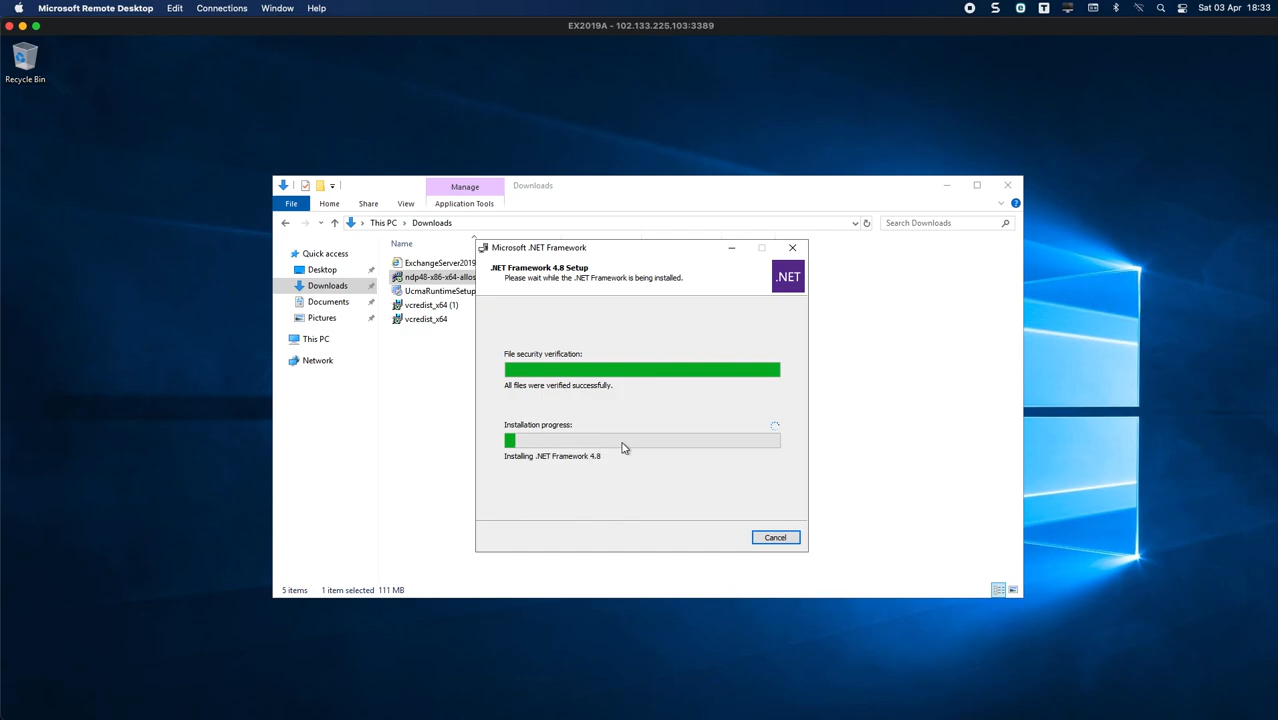 Microsoft Remote Desktop Edit Connections Window Help Sat 03 Apr 18:33
EX2019A - 102.133.225.103:3389
Recycle Bin
Manage Downloads
File Home Share View Application Tools
This PC > Downloads Search Downloads
Name
Quick access
Desktop
Downloads
Documents
Pictures
This PC
Network
ExchangeServer2019
ndp48-x86-x64-allos
UcmaRuntimeSetup
vcredist_x64 (1)
vcredist_x64
Microsoft .NET Framework
.NET Framework 4.8 Setup
Please wait while the .NET Framework is being installed.
.NET
File security verification:
All files were verified successfully.
Installation progress:
Installing .NET Framework 4.8
Cancel
5 items 1 item selected 111 MB